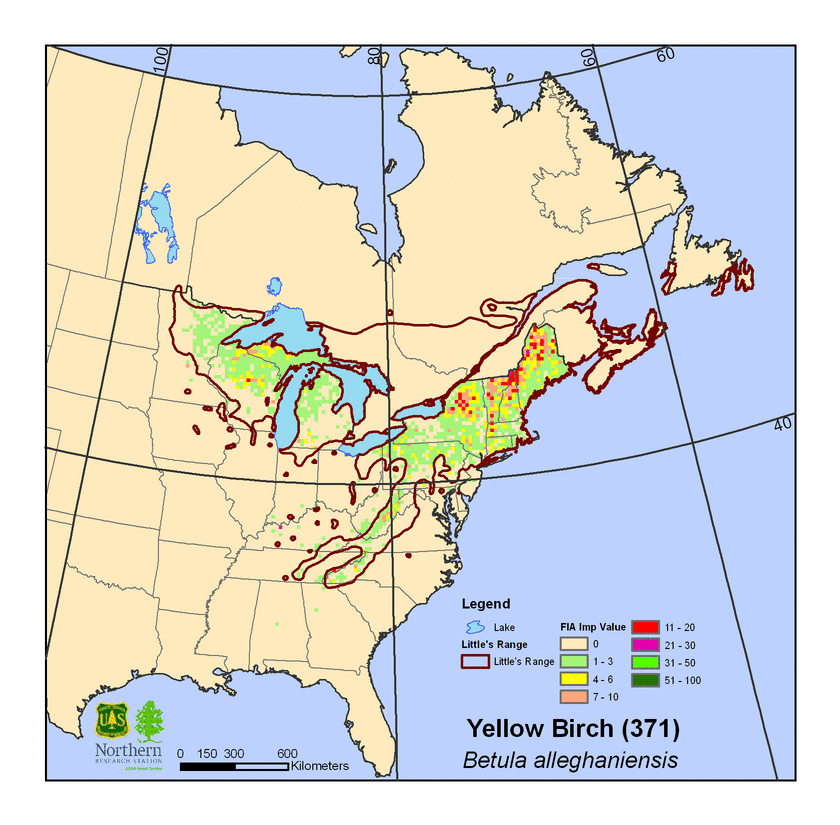 100
80
60
60
40
Legend
Lake
Little's Range
Little's Range
FIA Imp Value
0
1 - 3
4 - 6
7 - 10
11 - 20
21 - 30
31 - 50
51 - 100
Yellow Birch (371)
Betula alleghaniensis
UAS
Northern
RESEARCH STATION
0 150 300 600
Kilometers